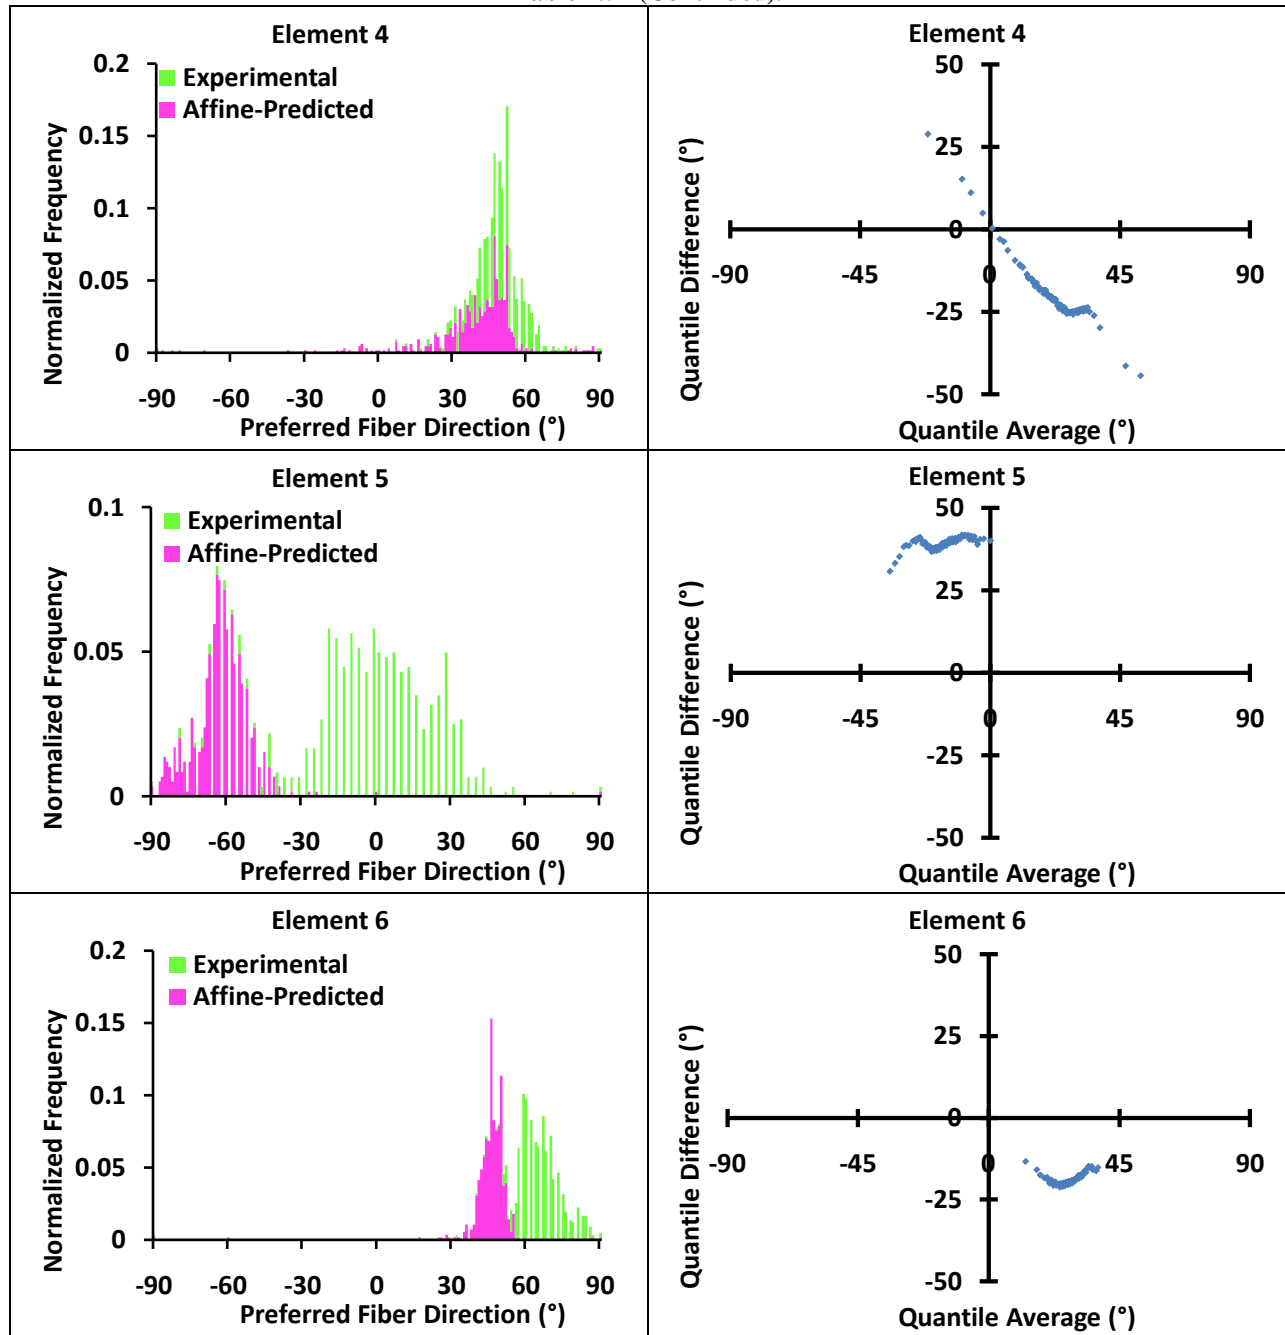 Element 4
0.2
Experimental
Affine-Predicted
0.15
0.1
0.05
0
Normalized Frequency
-90 -60 -30 0 30 60 90
Preferred Fiber Direction (°)
Element 4
50
25
0
-25
-50
Quantile Difference (°)
-90 -45 0 45 90
Quantile Average (°)
Element 5
0.1
Experimental
Affine-Predicted
0.05
0
Normalized Frequency
-90 -60 -30 0 30 60 90
Preferred Fiber Direction (°)
Element 5
50
25
0
-25
-50
Quantile Difference (°)
-90 -45 0 45 90
Quantile Average (°)
Element 6
0.2
Experimental
Affine-Predicted
0.15
0.1
0.05
0
Normalized Frequency
-90 -60 -30 0 30 60 90
Preferred Fiber Direction (°)
Element 6
50
25
0
-25
-50
Quantile Difference (°)
-90 -45 0 45 90
Quantile Average (°)